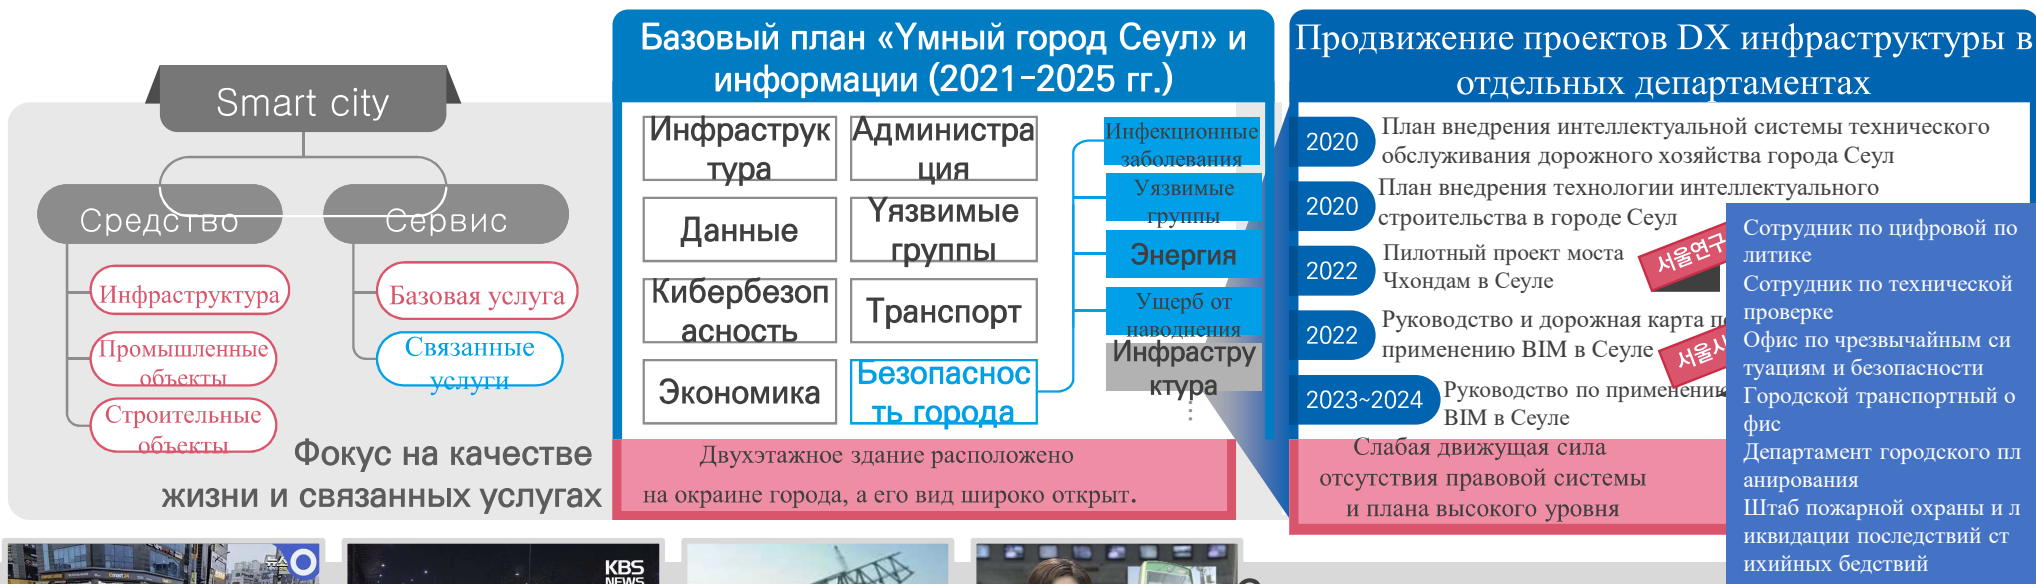 Smart city
Средство
Сервис
Инфраструктура
Промышленные
объекты
Строительные
объекты
Базовая услуга
Связанные
услуги
Фокус на качестве
жизни и связанных услугах
Базовый план «Умный город Сеул» и
информации (2021-2025 гг.)
Инфраструк
тура
Администра
ция
Данные
Уязвимые
группы
Кибербезоп
асность
Транспорт
Экономика
Безопаснос
ть города
Инфекционные
заболевания
Уязвимые
группы
Энергия
Ущерб от
наводнения
Инфрастру
ктура
⋮
Двухэтажное здание расположено
на окраине города, а его вид широко открыт.
Продвижение проектов DX инфраструктуры в
отдельных департаментах
2020
План внедрения интеллектуальной системы технического
обслуживания дорожного хозяйства города Сеул
2020
План внедрения технологии интеллектуального
строительства в городе Сеул
2022
Пилотный проект моста
Чхондам в Сеуле
2022
Руководство и дорожная карта
применению BIM в Сеуле
2023~2024
Руководство по применению
BIM в Сеуле
서울연구
서울시
Слабая движущая сила
отсутствия правовой системы
и плана высокого уровня
Сотрудник по цифровой по
литике
Сотрудник по технической
проверке
Офис по чрезвычайным си
туациям и безопасности
Городской транспортный о
фис
Департамент городского пл
анирования
Штаб пожарной охраны и л
иквидации последствий ст
ихийных бедствий
뉴스
KBS
NEWS